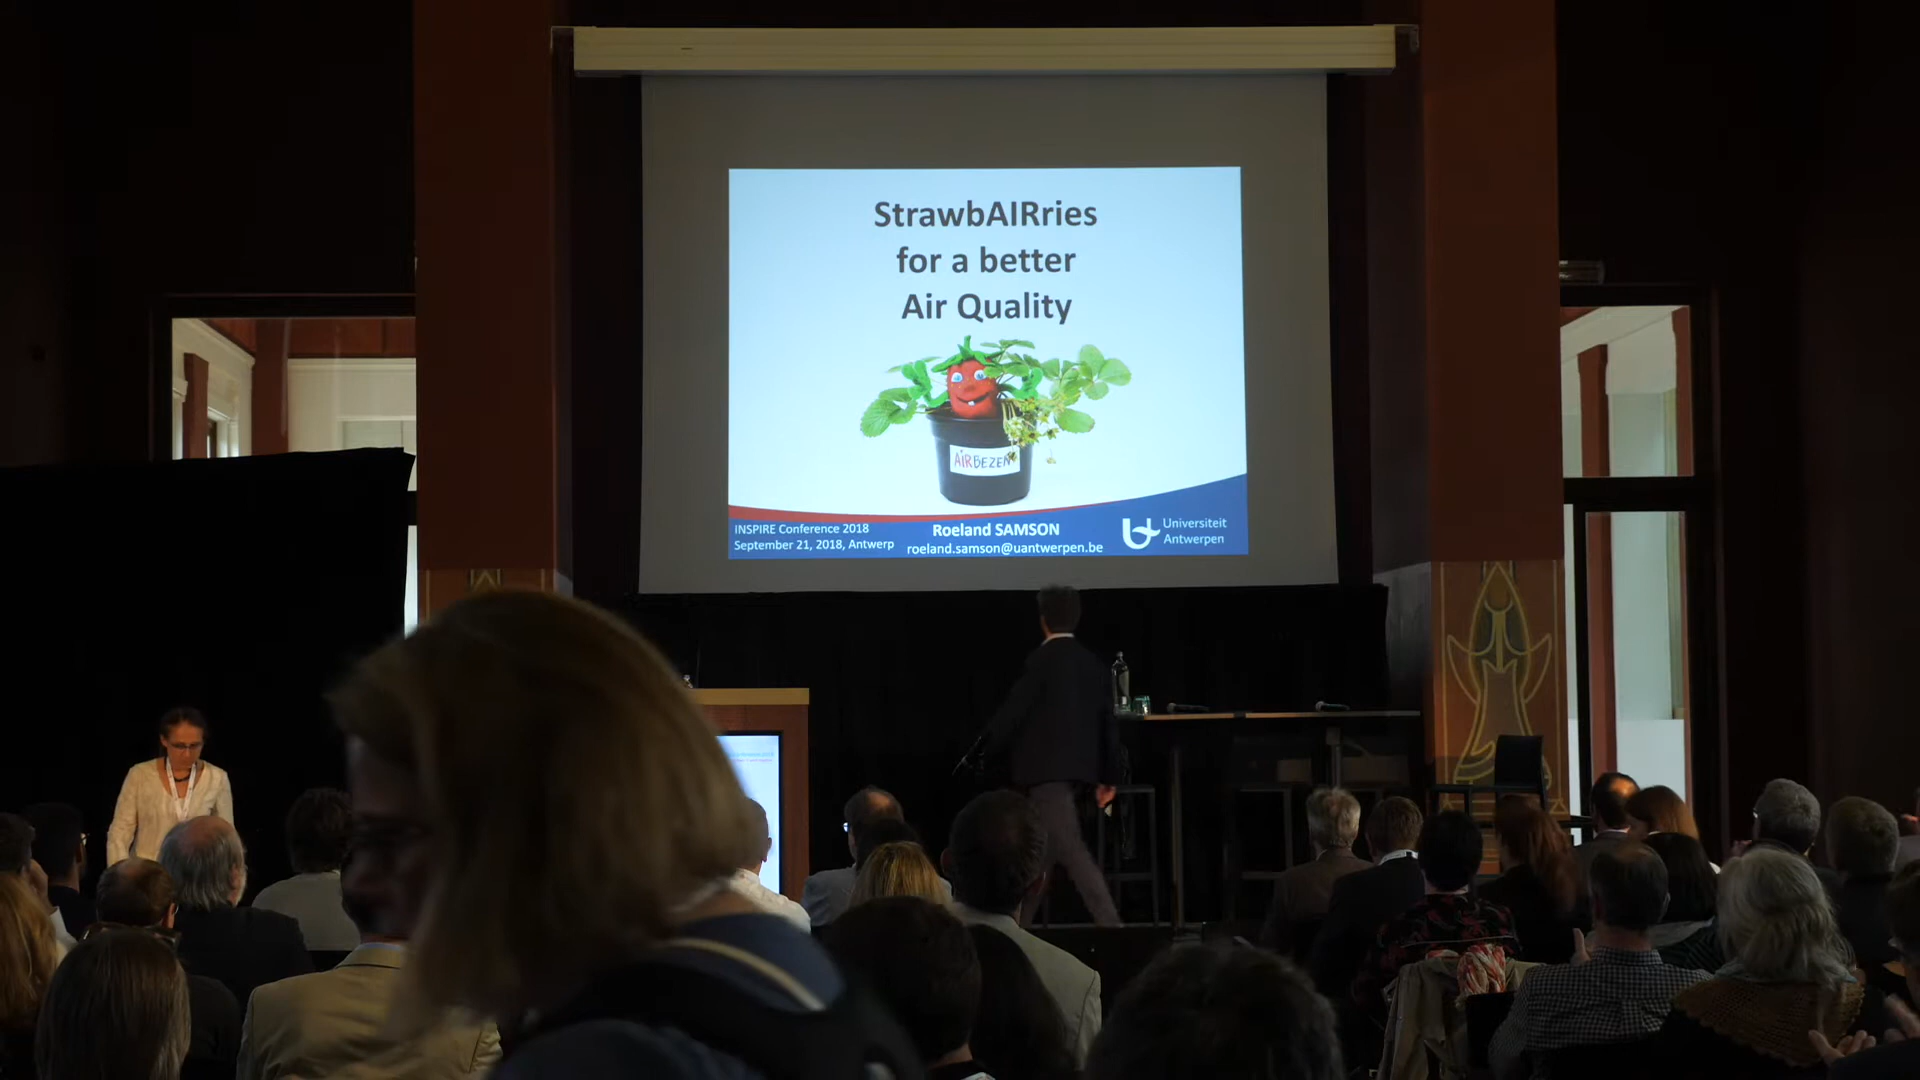 StrawbAIRries
for a better
Air Quality
AIRBEZEN
INSPIRE Conference 2018
September 21, 2018, Antwerp
Roeland SAMSON
roeland.samson@uantwerpen.be
Universiteit
Antwerpen